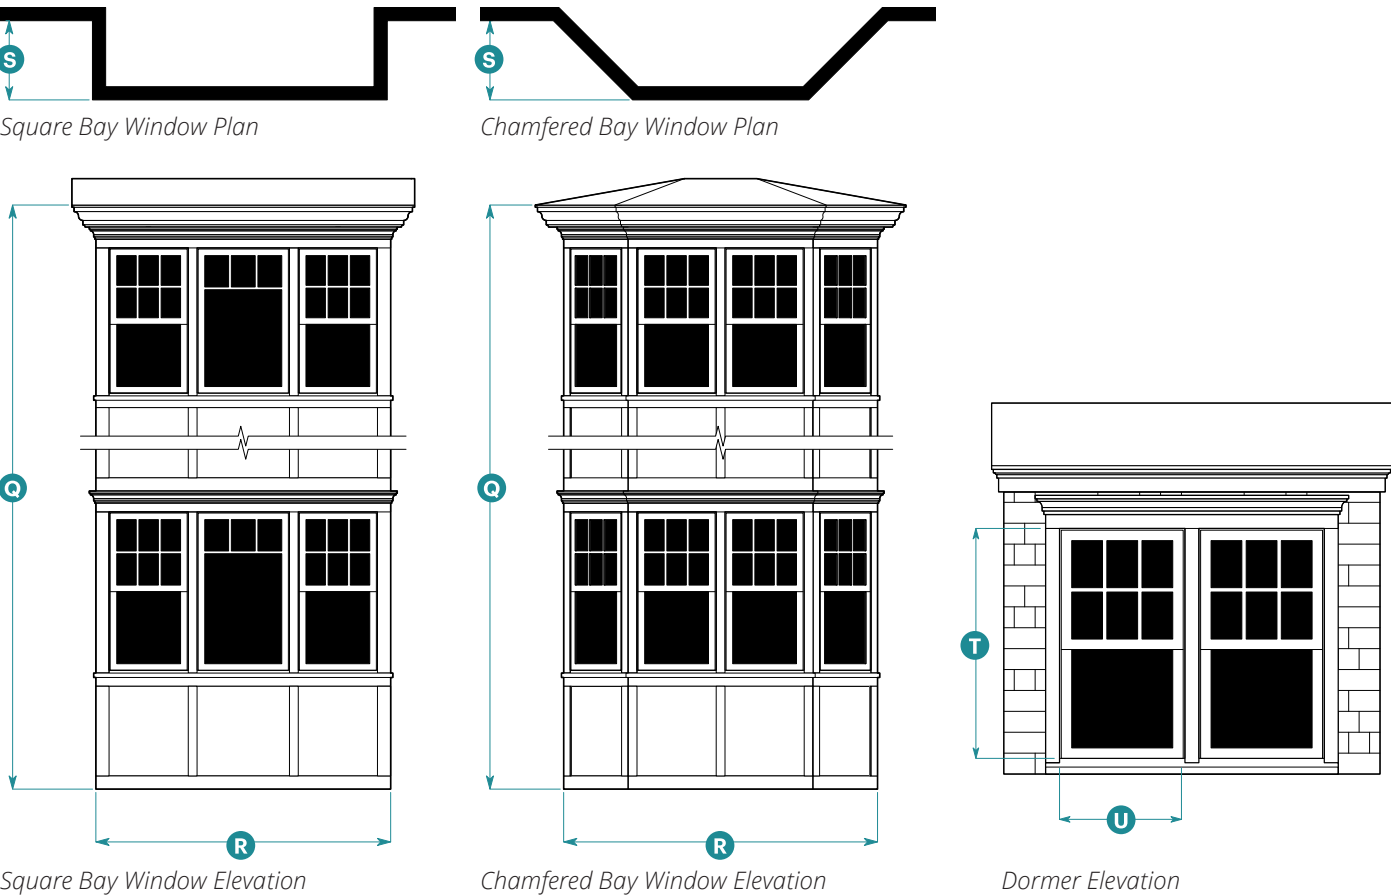 S
S
Square Bay Window Plan
Chamfered Bay Window Plan
Q
Q
T
U
R
R
Square Bay Window Elevation
Chamfered Bay Window Elevation
Dormer Elevation